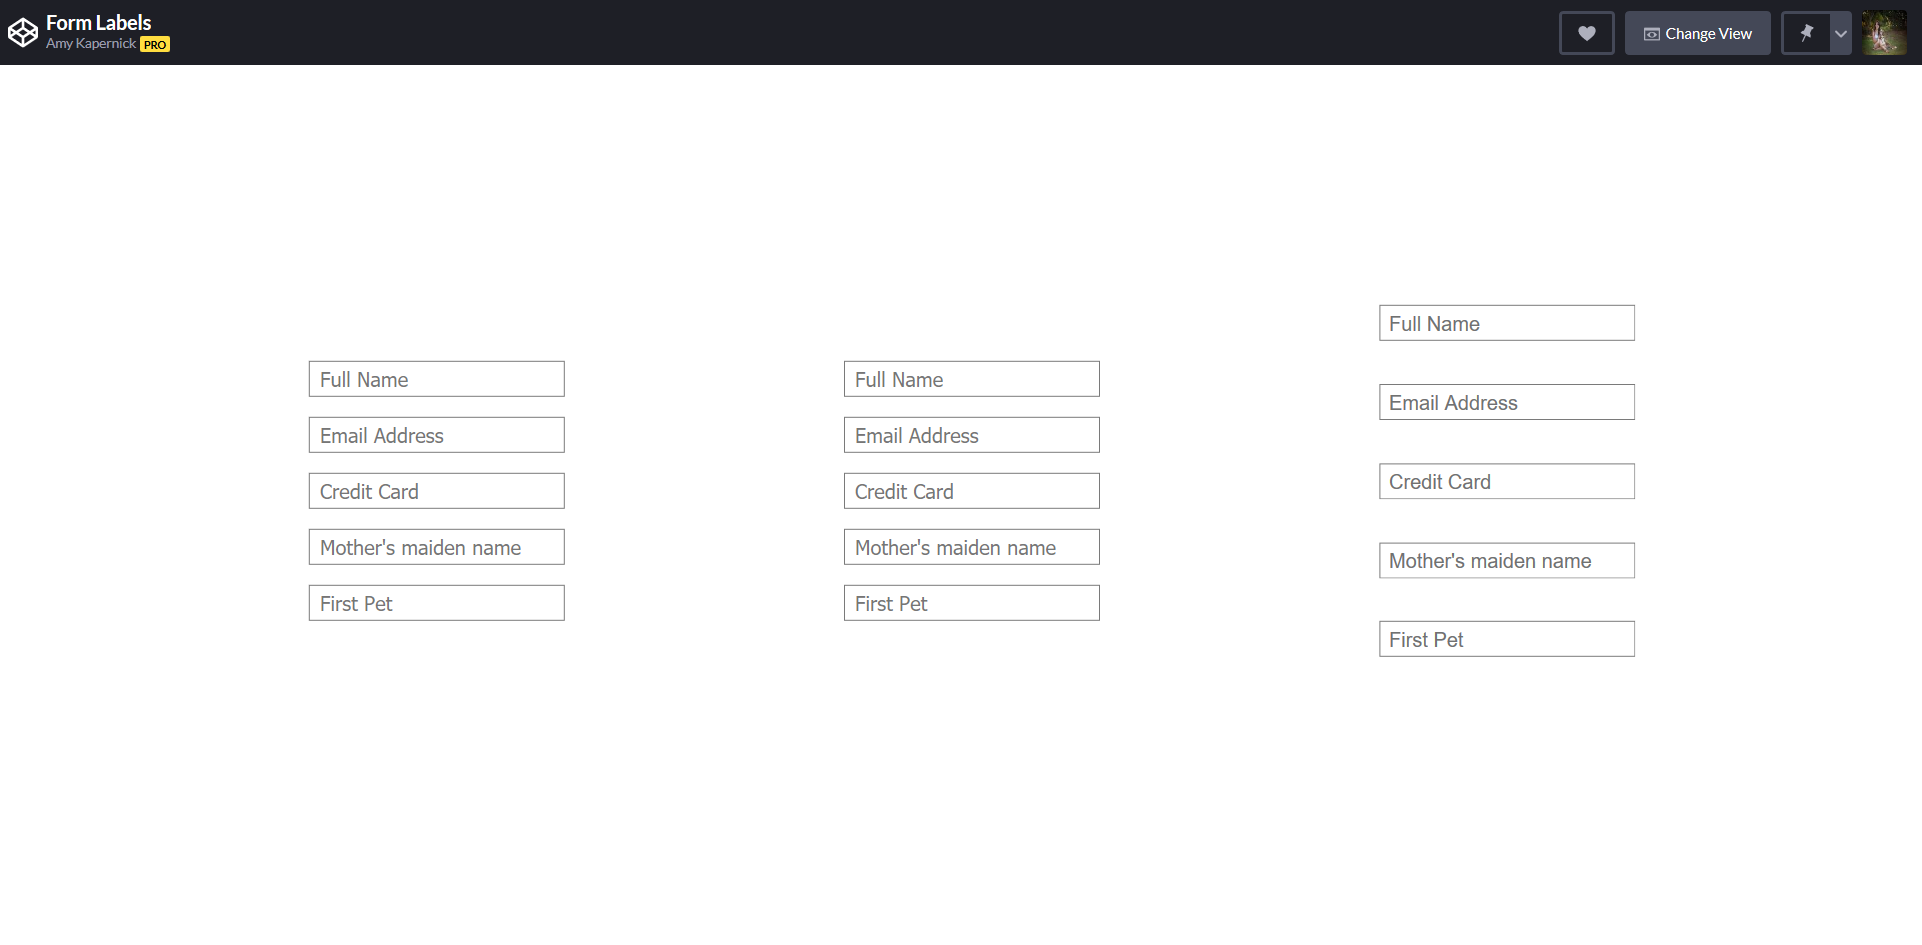 Form Labels
Amy Kapernick PRO
Change View
Full Name
Email Address
Credit Card
Mother's maiden name
First Pet
Full Name
Email Address
Credit Card
Mother's maiden name
First Pet
Full Name
Email Address
Credit Card
Mother's maiden name
First Pet